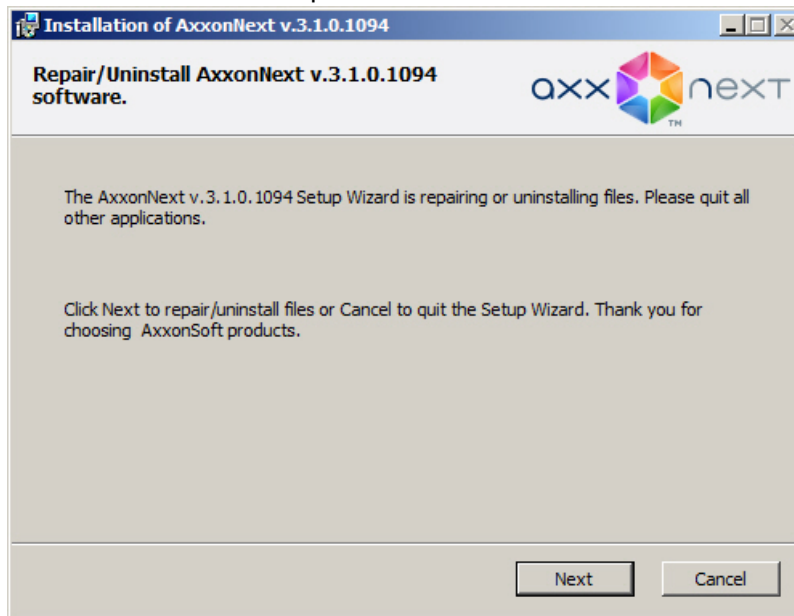 Installation of AxxonNext v.3.1.0.1094
Repair/Uninstall AxxonNext v.3.1.0.1094
software.
axx next
TM
The AxxonNext v.3.1.0.1094 Setup Wizard is repairing or uninstalling files. Please quit all
other applications.
Click Next to repair/uninstall files or Cancel to quit the Setup Wizard. Thank you for
choosing  AxxonSoft products.
Next
Cancel